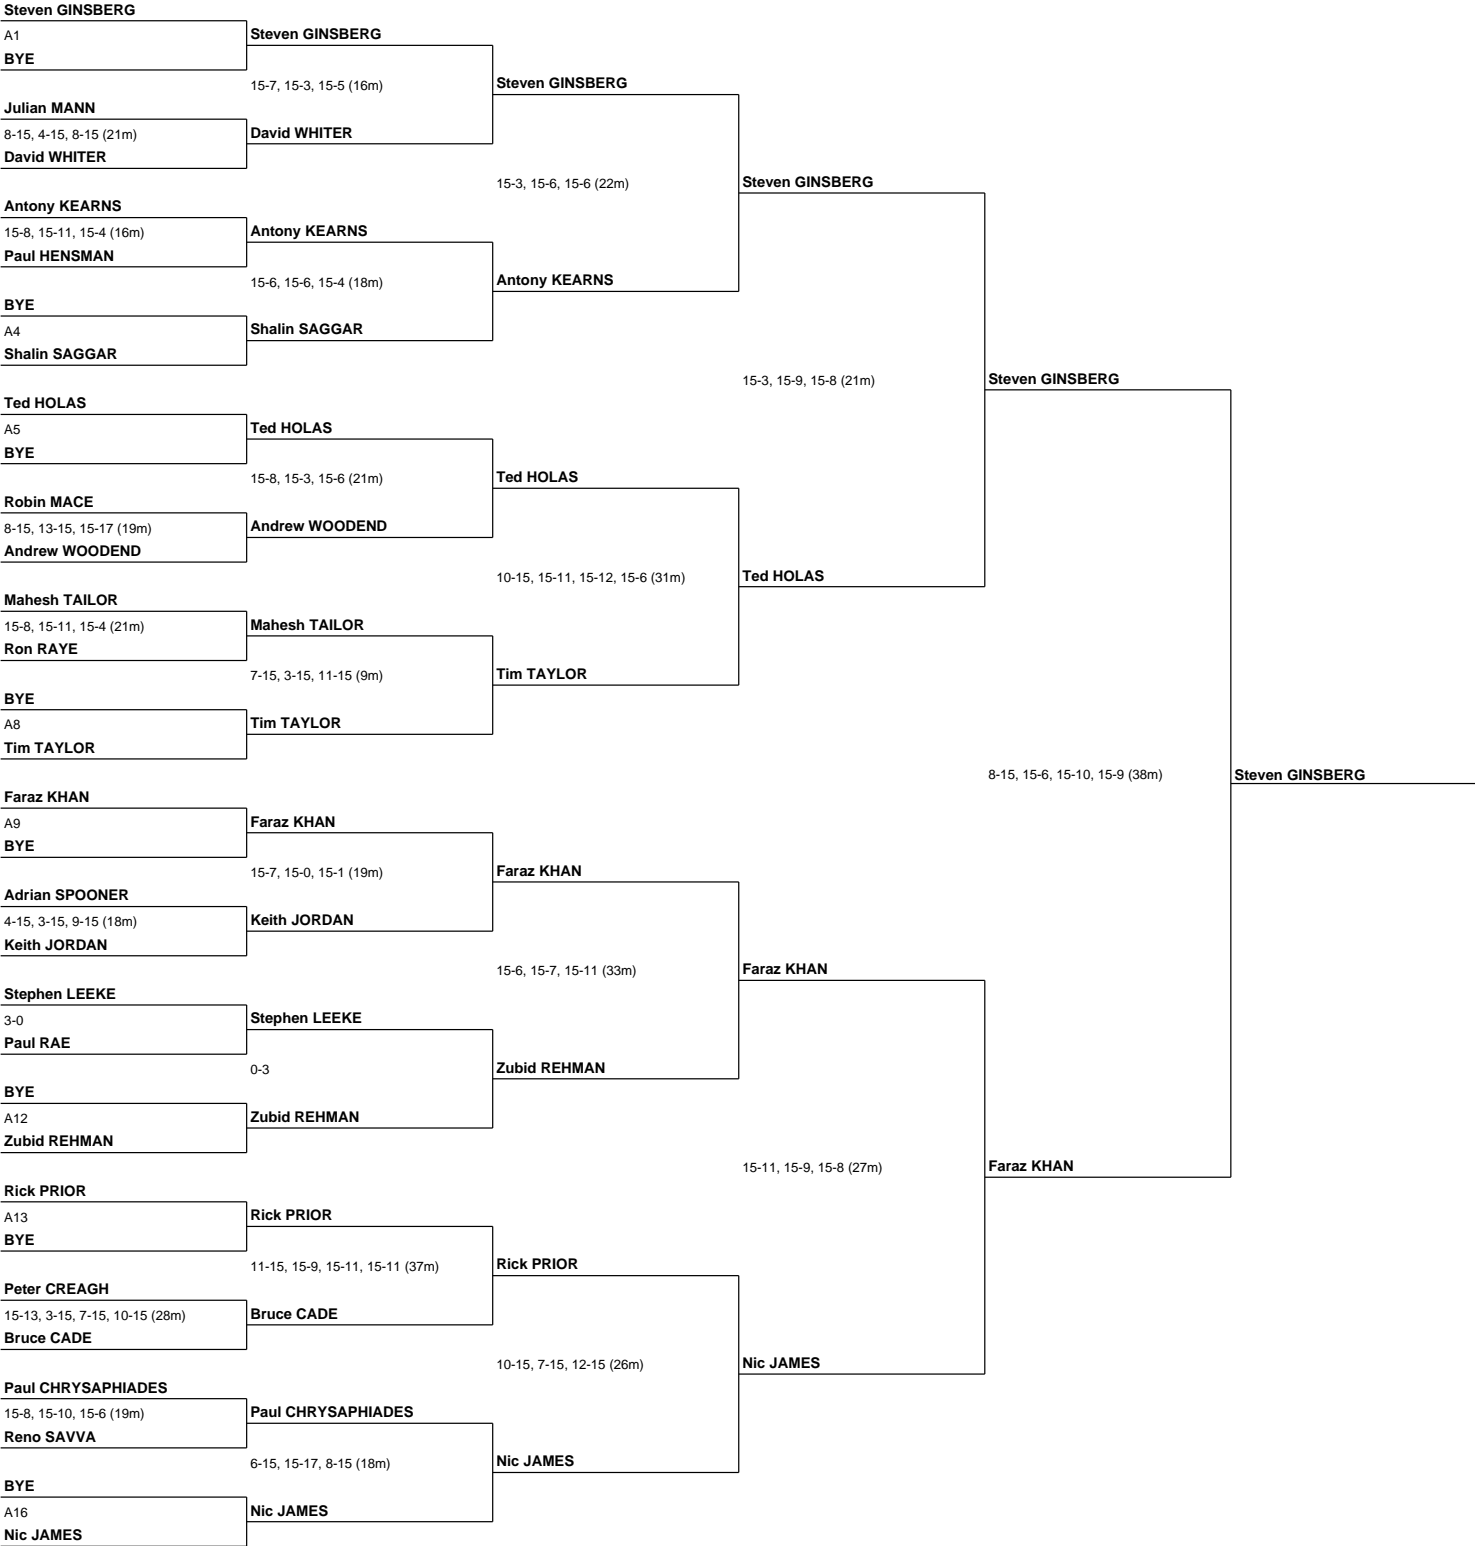 Steven GINSBERG
A1
BYE
Steven GINSBERG
15-7, 15-3, 15-5 (16m)
Steven GINSBERG
Julian MANN
8-15, 4-15, 8-15 (21m)
David WHITER
David WHITER
15-3, 15-6, 15-6 (22m)
Steven GINSBERG
Antony KEARNS
15-8, 15-11, 15-4 (16m)
Paul HENSMAN
Antony KEARNS
15-6, 15-6, 15-4 (18m)
Antony KEARNS
BYE
A4
Shalin SAGGAR
Shalin SAGGAR
15-3, 15-9, 15-8 (21m)
Steven GINSBERG
Ted HOLAS
A5
BYE
Ted HOLAS
15-8, 15-3, 15-6 (21m)
Ted HOLAS
Robin MACE
8-15, 13-15, 15-17 (19m)
Andrew WOODEND
Andrew WOODEND
10-15, 15-11, 15-12, 15-6 (31m)
Ted HOLAS
Mahesh TAILOR
15-8, 15-11, 15-4 (21m)
Ron RAYE
Mahesh TAILOR
7-15, 3-15, 11-15 (9m)
Tim TAYLOR
BYE
A8
Tim TAYLOR
Tim TAYLOR
8-15, 15-6, 15-10, 15-9 (38m)
Steven GINSBERG
Faraz KHAN
A9
BYE
Faraz KHAN
15-7, 15-0, 15-1 (19m)
Faraz KHAN
Adrian SPOONER
4-15, 3-15, 9-15 (18m)
Keith JORDAN
Keith JORDAN
15-6, 15-7, 15-11 (33m)
Faraz KHAN
Stephen LEEKE
3-0
Paul RAE
Stephen LEEKE
0-3
Zubid REHMAN
BYE
A12
Zubid REHMAN
Zubid REHMAN
15-11, 15-9, 15-8 (27m)
Faraz KHAN
Rick PRIOR
A13
BYE
Rick PRIOR
11-15, 15-9, 15-11, 15-11 (37m)
Rick PRIOR
Peter CREAGH
15-13, 3-15, 7-15, 10-15 (28m)
Bruce CADE
Bruce CADE
10-15, 7-15, 12-15 (26m)
Nic JAMES
Paul CHRYSAPHIADES
15-8, 15-10, 15-6 (19m)
Reno SAVVA
Paul CHRYSAPHIADES
6-15, 15-17, 8-15 (18m)
Nic JAMES
BYE
A16
Nic JAMES
Nic JAMES